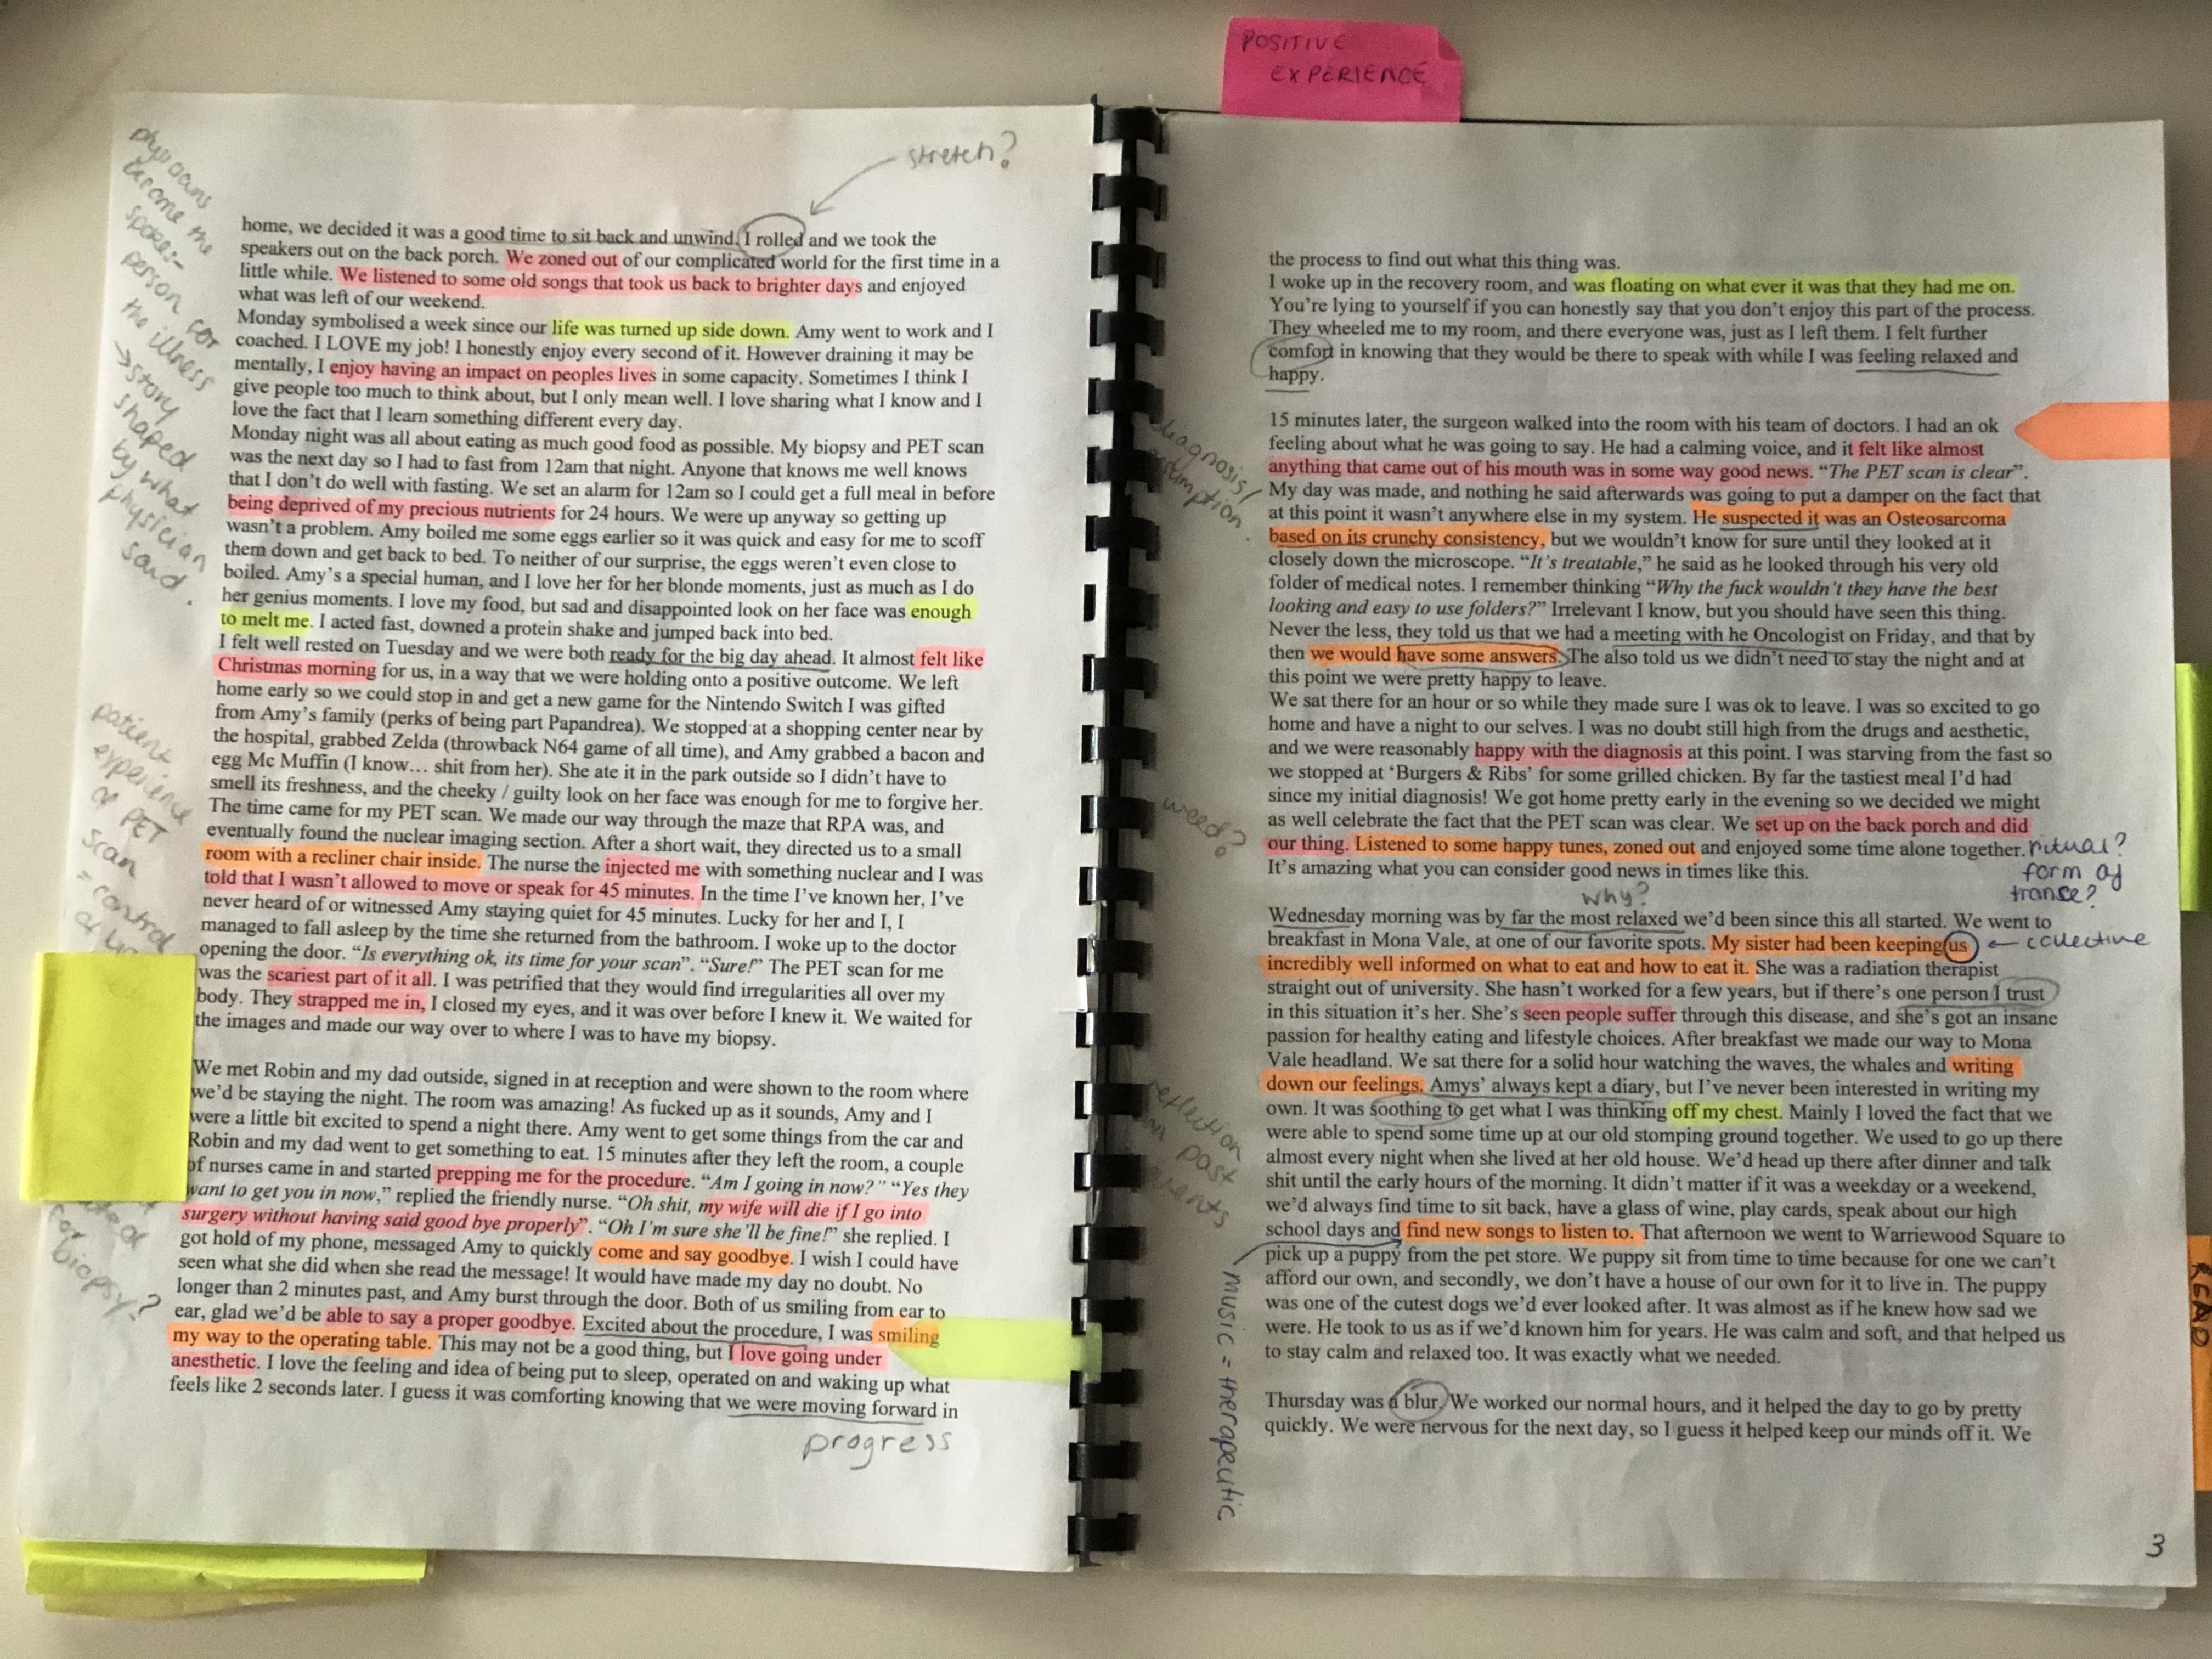 POSITIVE
EXPERIENCE
stretch?
physicians
become the
spokes-
person for
the illness
→ story
shaped
by what
physician
said.
home, we decided it was a good time to sit back and unwind. I rolled and we took the
speakers out on the back porch. We zoned out of our complicated world for the first time in a
little while. We listened to some old songs that took us back to brighter days and enjoyed
what was left of our weekend.
Monday symbolised a week since our life was turned up side down. Amy went to work and I
coached. I LOVE my job! I honestly enjoy every second of it. However draining it may be
mentally, I enjoy having an impact on peoples lives in some capacity. Sometimes I think I
give people too much to think about, but I only mean well. I love sharing what I know and I
love the fact that I learn something different every day.
Monday night was all about eating as much good food as possible. My biopsy and PET scan
was the next day so I had to fast from 12am that night. Anyone that knows me well knows
that I don't do well with fasting. We set an alarm for 12am so I could get a full meal in before
being deprived of my precious nutrients for 24 hours. We were up anyway so getting up
wasn't a problem. Amy boiled me some eggs earlier so it was quick and easy for me to scoff
them down and get back to bed. To neither of our surprise, the eggs weren't even close to
boiled. Amy's a special human, and I love her for her blonde moments, just as much as I do
her genius moments. I love my food, but sad and disappointed look on her face was enough
to melt me. I acted fast, downed a protein shake and jumped back into bed.
I felt well rested on Tuesday and we were both ready for the big day ahead. It almost felt like
Christmas morning for us, in a way that we were holding onto a positive outcome. We left
home early so we could stop in and get a new game for the Nintendo Switch I was gifted
from Amy's family (perks of being part Papandrea). We stopped at a shopping center near by
the hospital, grabbed Zelda (throwback N64 game of all time), and Amy grabbed a bacon and
egg Mc Muffin (I know… shit from her). She ate it in the park outside so I didn't have to
smell its freshness, and the cheeky / guilty look on her face was enough for me to forgive her.
The time came for my PET scan. We made our way through the maze that RPA was, and
eventually found the nuclear imaging section. After a short wait, they directed us to a small
room with a recliner chair inside. The nurse the injected me with something nuclear and I was
told that I wasn't allowed to move or speak for 45 minutes. In the time I've known her, I've
never heard of or witnessed Amy staying quiet for 45 minutes. Lucky for her and I, I
managed to fall asleep by the time she returned from the bathroom. I woke up to the doctor
opening the door. "Is everything ok, its time for your scan". "Sure!" The PET scan for me
was the scariest part of it all. I was petrified that they would find irregularities all over my
body. They strapped me in, I closed my eyes, and it was over before I knew it. We waited for
the images and made our way over to where I was to have my biopsy.
patient
experience
of PET
scan
= control
of
We met Robin and my dad outside, signed in at reception and were shown to the room where
we'd be staying the night. The room was amazing! As fucked up as it sounds, Amy and I
were a little bit excited to spend a night there. Amy went to get some things from the car and
Robin and my dad went to get something to eat. 15 minutes after they left the room, a couple
of nurses came in and started prepping me for the procedure. "Am I going in now?" "Yes they
want to get you in now," replied the friendly nurse. "Oh shit, my wife will die if I go into
surgery without having said good bye properly". "Oh I'm sure she'll be fine!" she replied. I
got hold of my phone, messaged Amy to quickly come and say goodbye. I wish I could have
seen what she did when she read the message! It would have made my day no doubt. No
longer than 2 minutes past, and Amy burst through the door. Both of us smiling from ear to
ear, glad we'd be able to say a proper goodbye. Excited about the procedure, I was smiling
my way to the operating table. This may not be a good thing, but I love going under
anesthetic. I love the feeling and idea of being put to sleep, operated on and waking up what
feels like 2 seconds later. I guess it was comforting knowing that we were moving forward in
for
biopsy?
progress
the process to find out what this thing was.
I woke up in the recovery room, and was floating on what ever it was that they had me on.
You're lying to yourself if you can honestly say that you don't enjoy this part of the process.
They wheeled me to my room, and there everyone was, just as I left them. I felt further
comfort in knowing that they would be there to speak with while I was feeling relaxed and
happy.
diagnosis/
15 minutes later, the surgeon walked into the room with his team of doctors. I had an ok
feeling about what he was going to say. He had a calming voice, and it felt like almost
anything that came out of his mouth was in some way good news. "The PET scan is clear".
My day was made, and nothing he said afterwards was going to put a damper on the fact that
at this point it wasn't anywhere else in my system. He suspected it was an Osteosarcoma
based on its crunchy consistency, but we wouldn't know for sure until they looked at it
closely down the microscope. "It's treatable," he said as he looked through his very old
folder of medical notes. I remember thinking "Why the fuck wouldn't they have the best
looking and easy to use folders?" Irrelevant I know, but you should have seen this thing.
Never the less, they told us that we had a meeting with he Oncologist on Friday, and that by
then we would have some answers. The also told us we didn't need to stay the night and at
this point we were pretty happy to leave.
We sat there for an hour or so while they made sure I was ok to leave. I was so excited to go
home and have a night to our selves. I was no doubt still high from the drugs and aesthetic,
and we were reasonably happy with the diagnosis at this point. I was starving from the fast so
we stopped at 'Burgers & Ribs' for some grilled chicken. By far the tastiest meal I'd had
since my initial diagnosis! We got home pretty early in the evening so we decided we might
as well celebrate the fact that the PET scan was clear. We set up on the back porch and did
our thing. Listened to some happy tunes, zoned out and enjoyed some time alone together.
It's amazing what you can consider good news in times like this.
weed?
ritual?
form of
trance?
why?
Wednesday morning was by far the most relaxed we'd been since this all started. We went to
breakfast in Mona Vale, at one of our favorite spots. My sister had been keeping us ← collective
incredibly well informed on what to eat and how to eat it. She was a radiation therapist
straight out of university. She hasn't worked for a few years, but if there's one person I trust
in this situation it's her. She's seen people suffer through this disease, and she's got an insane
passion for healthy eating and lifestyle choices. After breakfast we made our way to Mona
Vale headland. We sat there for a solid hour watching the waves, the whales and writing
down our feelings. Amys' always kept a diary, but I've never been interested in writing my
own. It was soothing to get what I was thinking off my chest. Mainly I loved the fact that we
were able to spend some time up at our old stomping ground together. We used to go up there
almost every night when she lived at her old house. We'd head up there after dinner and talk
shit until the early hours of the morning. It didn't matter if it was a weekday or a weekend,
we'd always find time to sit back, have a glass of wine, play cards, speak about our high
school days and find new songs to listen to. That afternoon we went to Warriewood Square to
pick up a puppy from the pet store. We puppy sit from time to time because for one we can't
afford our own, and secondly, we don't have a house of our own for it to live in. The puppy
was one of the cutest dogs we'd ever looked after. It was almost as if he knew how sad we
were. He took to us as if we'd known him for years. He was calm and soft, and that helped us
to stay calm and relaxed too. It was exactly what we needed.
reflection
on past
events
music = therapeutic
Thursday was a blur. We worked our normal hours, and it helped the day to go by pretty
quickly. We were nervous for the next day, so I guess it helped keep our minds off it. We
READ
3